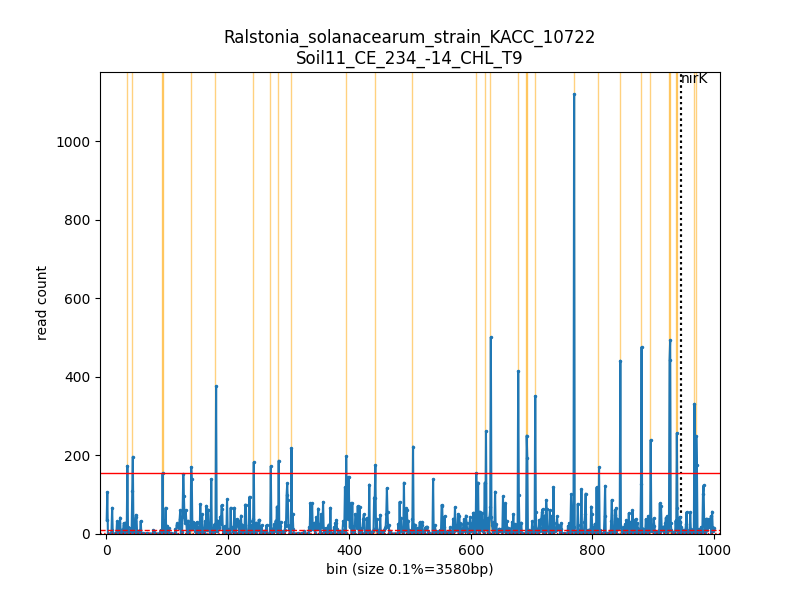 Ralstonia_solanacearum_strain_KACC_10722
Soil11_CE_234_-14_CHL_T9
nirK
1000
800
600
400
200
0
read count
0 200 400 600 800 1000
bin (size 0.1%=3580bp)